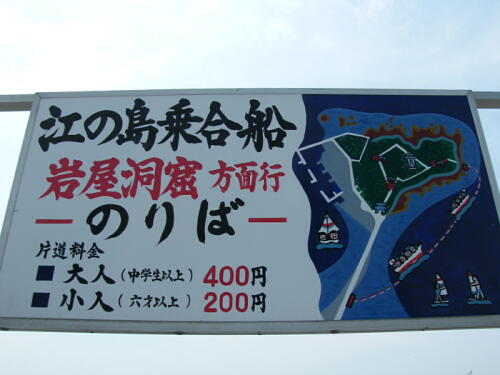 江の島乗合船
岩屋洞窟 方面行
のりば
片道料金
大人(中学生以上) 400円
小人(六才以上) 200円